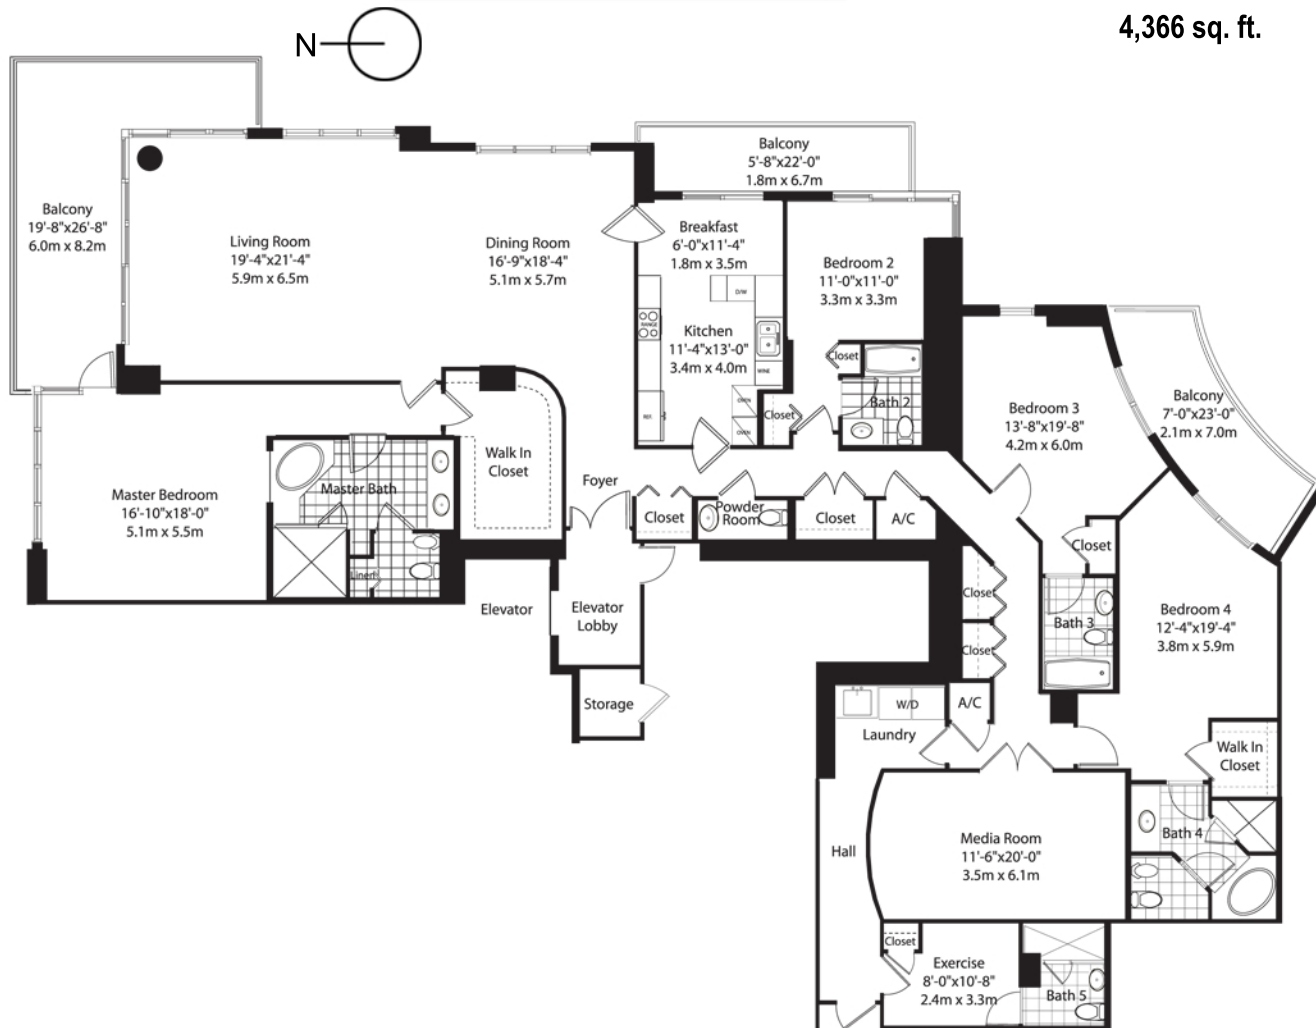 4,366 sq. ft.
N
Balcony
19'-8"x26'-8"
6.0m x 8.2m
Living Room
19'-4"x21'-4"
5.9m x 6.5m
Dining Room
16'-9"x18'-4"
5.1m x 5.7m
Balcony
5'-8"x22'-0"
1.8m x 6.7m
Breakfast
6'-0"x11'-4"
1.8m x 3.5m
D/W
RANGE
Kitchen
11'-4"x13'-0"
3.4m x 4.0m
WINE
REF.
OVEN
OVEN
Bedroom 2
11'-0"x11'-0"
3.3m x 3.3m
Closet
Bath 2
Closet
Bedroom 3
13'-8"x19'-8"
4.2m x 6.0m
Balcony
7'-0"x23'-0"
2.1m x 7.0m
Master Bedroom
16'-10"x18'-0"
5.1m x 5.5m
Master Bath
Linen
Walk In
Closet
Foyer
Closet
Powder
Room
Closet
A/C
Elevator
Elevator
Lobby
Storage
Closet
Closet
Closet
Bath 3
Bedroom 4
12'-4"x19'-4"
3.8m x 5.9m
W/D
A/C
Laundry
Walk In
Closet
Hall
Media Room
11'-6"x20'-0"
3.5m x 6.1m
Bath 4
Closet
Exercise
8'-0"x10'-8"
2.4m x 3.3m
Bath 5